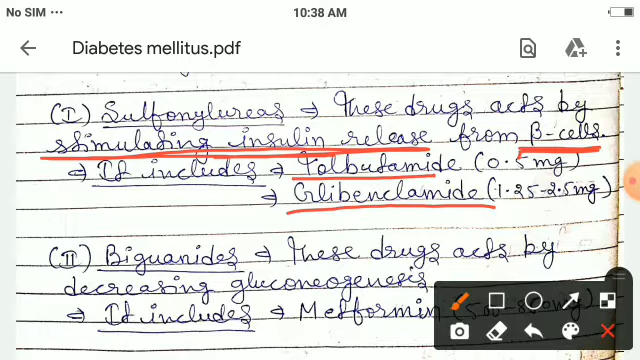 No SIM
10:38 AM
Diabetes mellitus.pdf
(I) Sulfonylureas → These drugs acts by
stimulating insulin release from β-cells.
→ It includes → Tolbutamide (0.5mg)
→ Glibenclamide (1.25-2.5mg)
(II) Biguanides → These drugs acts by
decreasing gluconeogenesis
→ It includes → Metformin